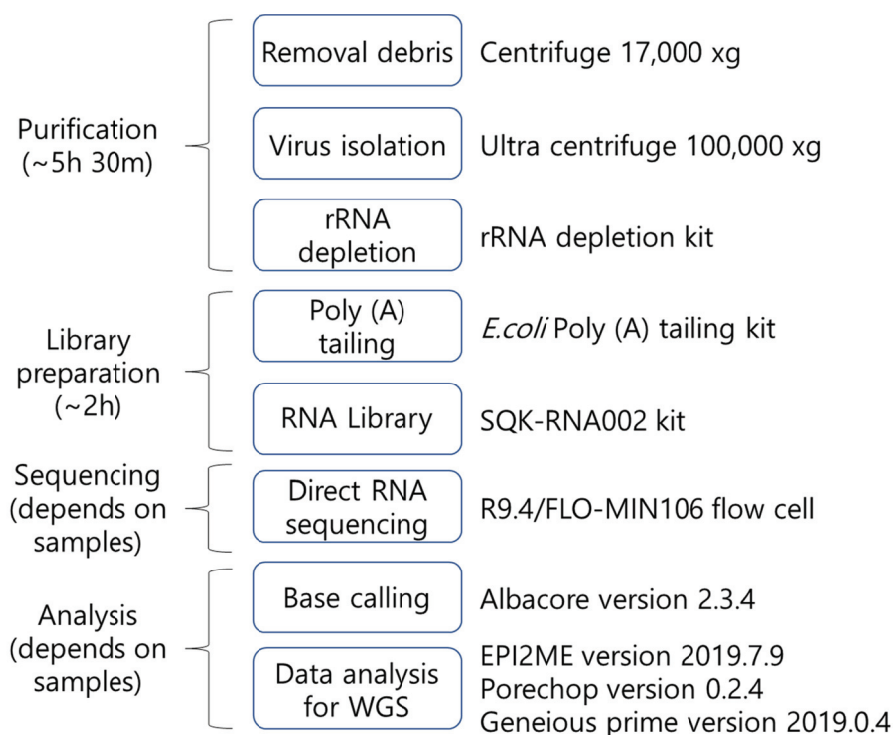 Purification
(~5h 30m)
Removal debris
Centrifuge 17,000 xg
Virus isolation
Ultra centrifuge 100,000 xg
rRNA
depletion
rRNA depletion kit
Library
preparation
(~2h)
Poly (A)
tailing
E.coli Poly (A) tailing kit
RNA Library
SQK-RNA002 kit
Sequencing
(depends on
samples)
Direct RNA
sequencing
R9.4/FLO-MIN106 flow cell
Analysis
(depends on
samples)
Base calling
Albacore version 2.3.4
Data analysis
for WGS
EPI2ME version 2019.7.9
Porechop version 0.2.4
Geneious prime version 2019.0.4